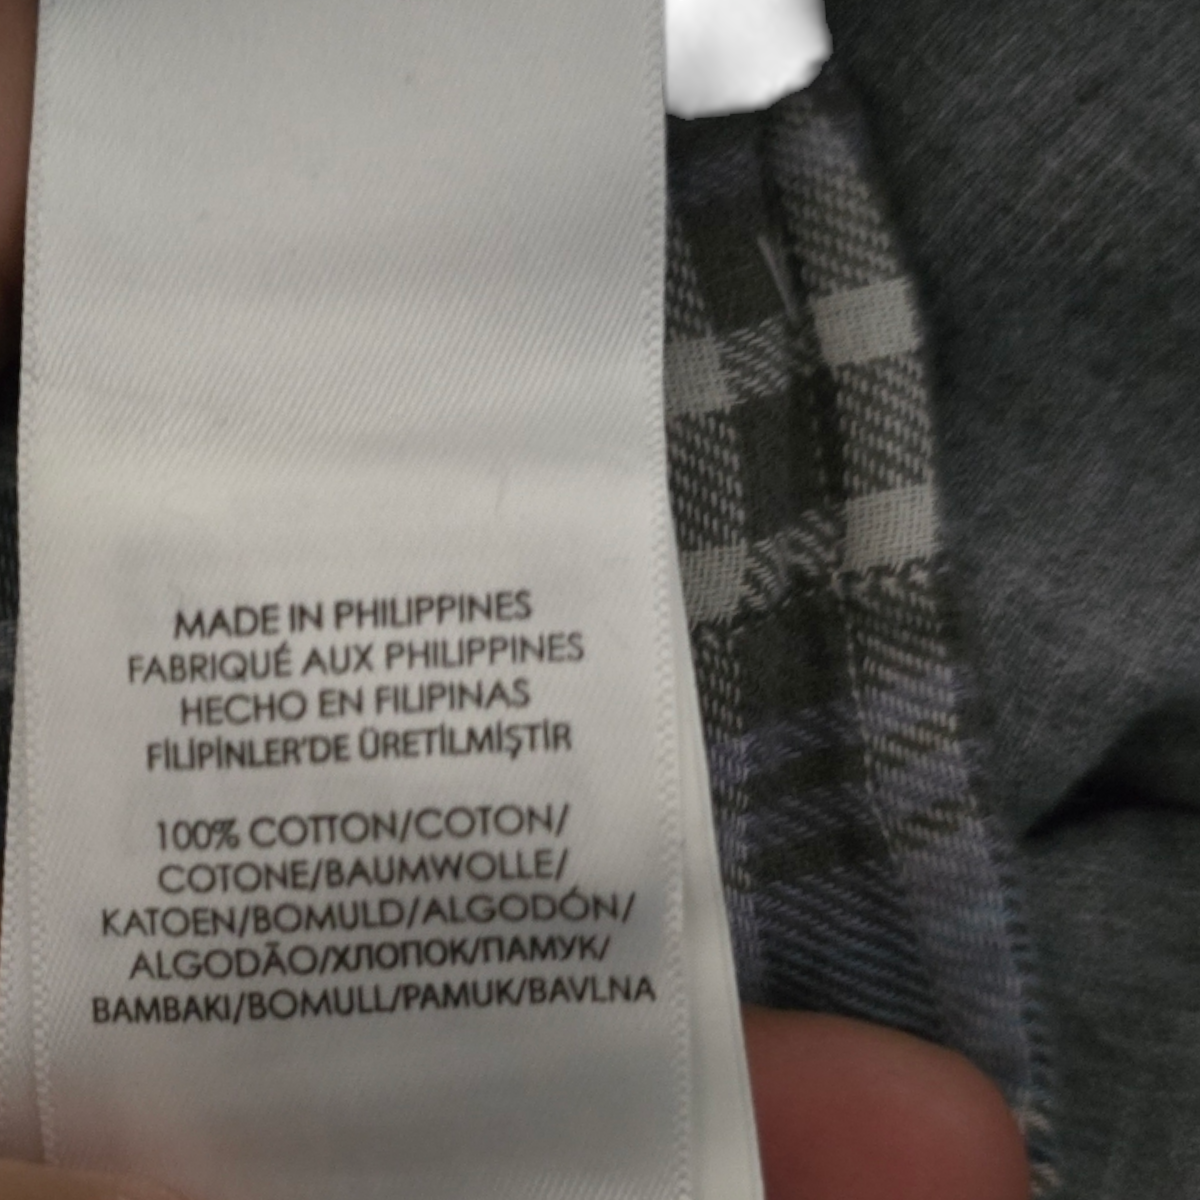 MADE IN PHILIPPINES
FABRIQUÉ AUX PHILIPPINES
HECHO EN FILIPINAS
FİLİPİNLER'DE ÜRETİLMİŞTİR
100% COTTON/COTON/
COTONE/BAUMWOLLE/
KATOEN/BOMULD/ALGODÓN/
ALGODÃO/ХЛОПОК/ПАМУК/
BAMBAKI/BOMULL/PAMUK/BAVLNA